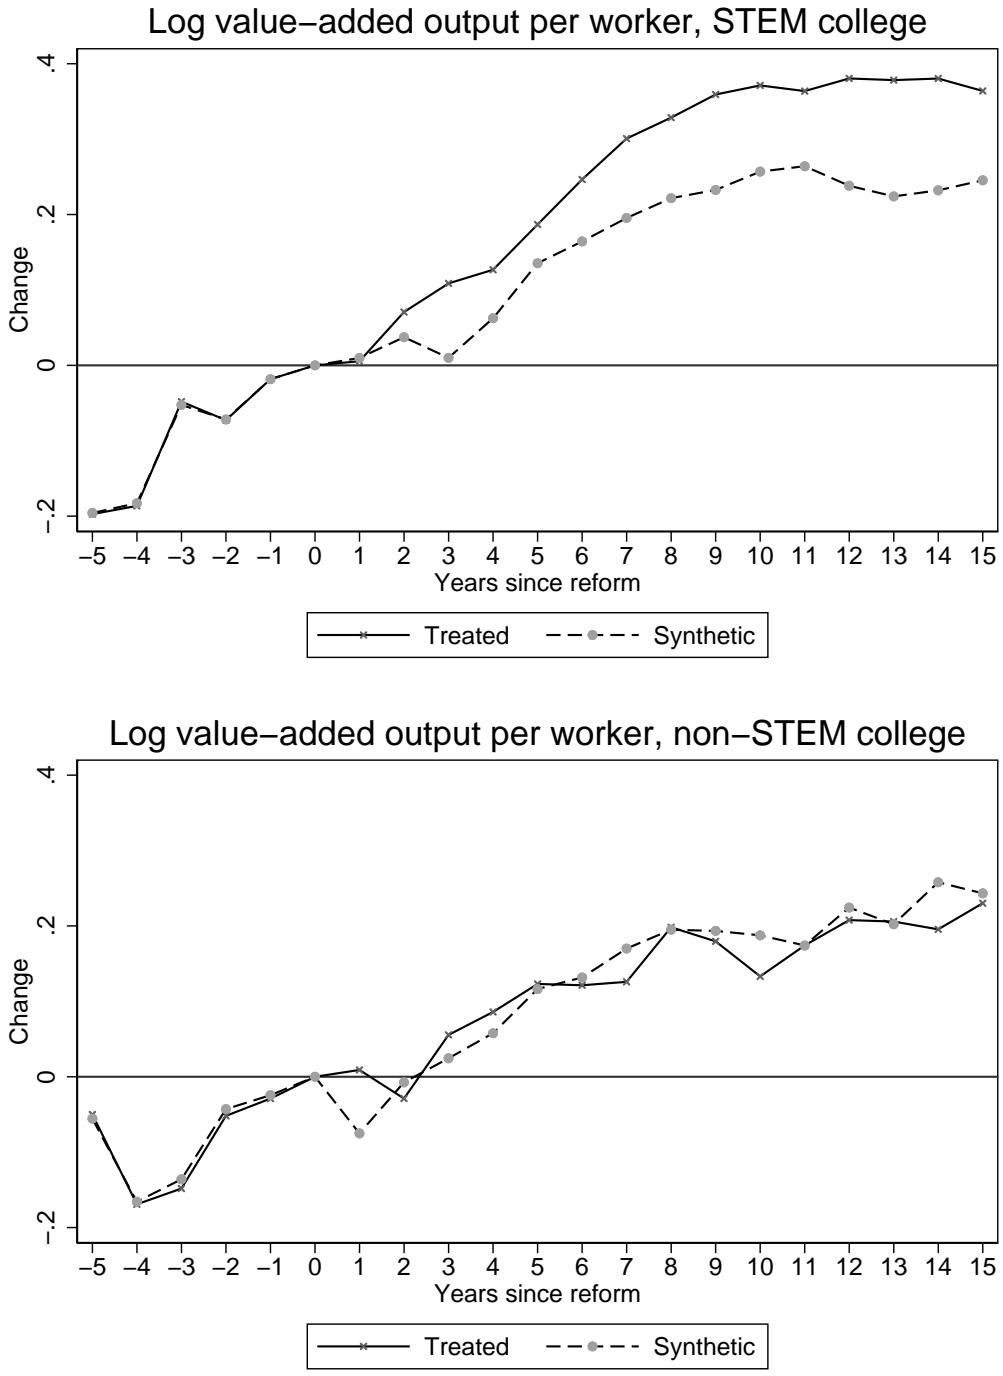 Log value−added output per worker, STEM college
.4
.2
0
−.2
Change
−5 −4 −3 −2 −1 0 1 2 3 4 5 6 7 8 9 10 11 12 13 14 15
Years since reform
Treated Synthetic
Log value−added output per worker, non−STEM college
.4
.2
0
−.2
Change
−5 −4 −3 −2 −1 0 1 2 3 4 5 6 7 8 9 10 11 12 13 14 15
Years since reform
Treated Synthetic